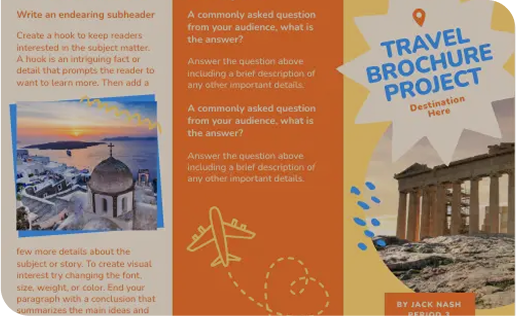 Write an endearing subheader
Create a hook to keep readers
interested in the subject matter.
A hook is an intriguing fact or
detail that prompts the reader to
want to learn more. Then add a
few more details about the
subject or story. To create visual
interest try changing the font,
size, weight, or color. End your
paragraph with a conclusion that
summarizes the main ideas and
A commonly asked question
from your audience, what is
the answer?
Answer the question above
including a brief description of
any other important details.
A commonly asked question
from your audience, what is
the answer?
Answer the question above
including a brief description of
any other important details.
TRAVEL
BROCHURE
PROJECT
Destination
Here
BY JACK NASH
PERIOD 3